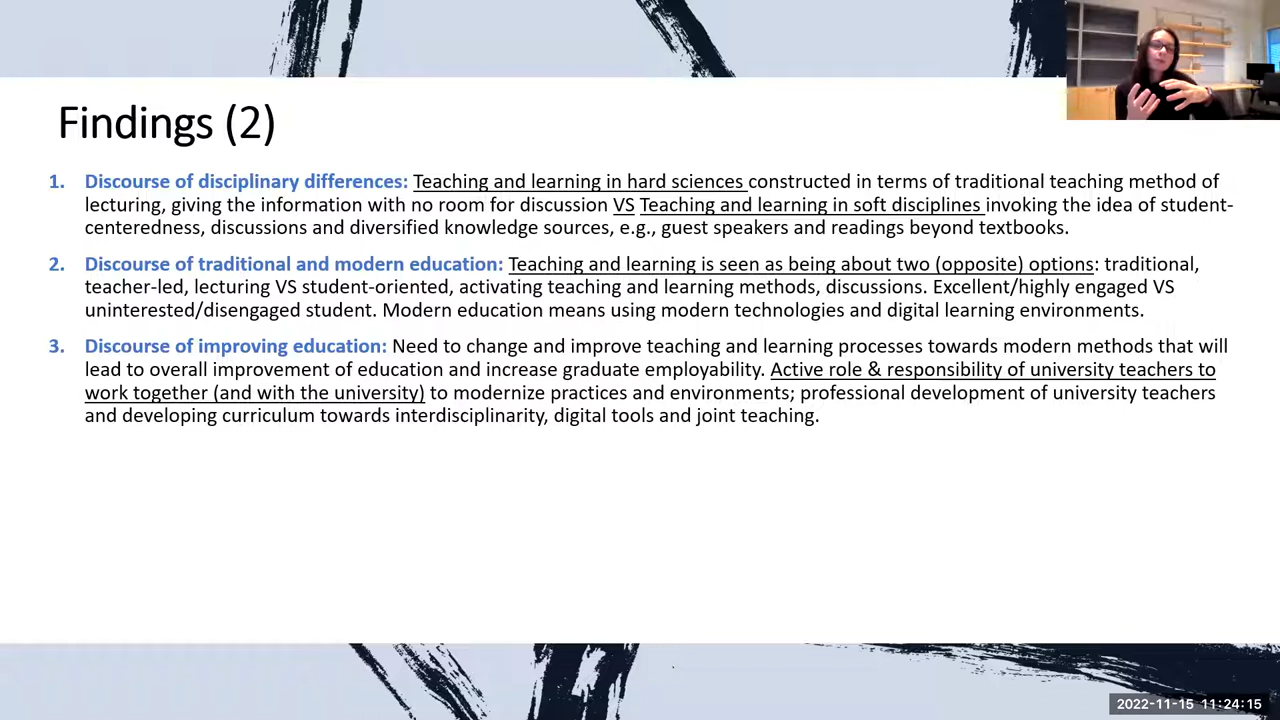 Findings (2)
1. Discourse of disciplinary differences: Teaching and learning in hard sciences constructed in terms of traditional teaching method of
lecturing, giving the information with no room for discussion VS Teaching and learning in soft disciplines invoking the idea of student-
centeredness, discussions and diversified knowledge sources, e.g., guest speakers and readings beyond textbooks.
2. Discourse of traditional and modern education: Teaching and learning is seen as being about two (opposite) options: traditional,
teacher-led, lecturing VS student-oriented, activating teaching and learning methods, discussions. Excellent/highly engaged VS
uninterested/disengaged student. Modern education means using modern technologies and digital learning environments.
3. Discourse of improving education: Need to change and improve teaching and learning processes towards modern methods that will
lead to overall improvement of education and increase graduate employability. Active role & responsibility of university teachers to
work together (and with the university) to modernize practices and environments; professional development of university teachers
and developing curriculum towards interdisciplinarity, digital tools and joint teaching.
2022-11-15 11:24:15